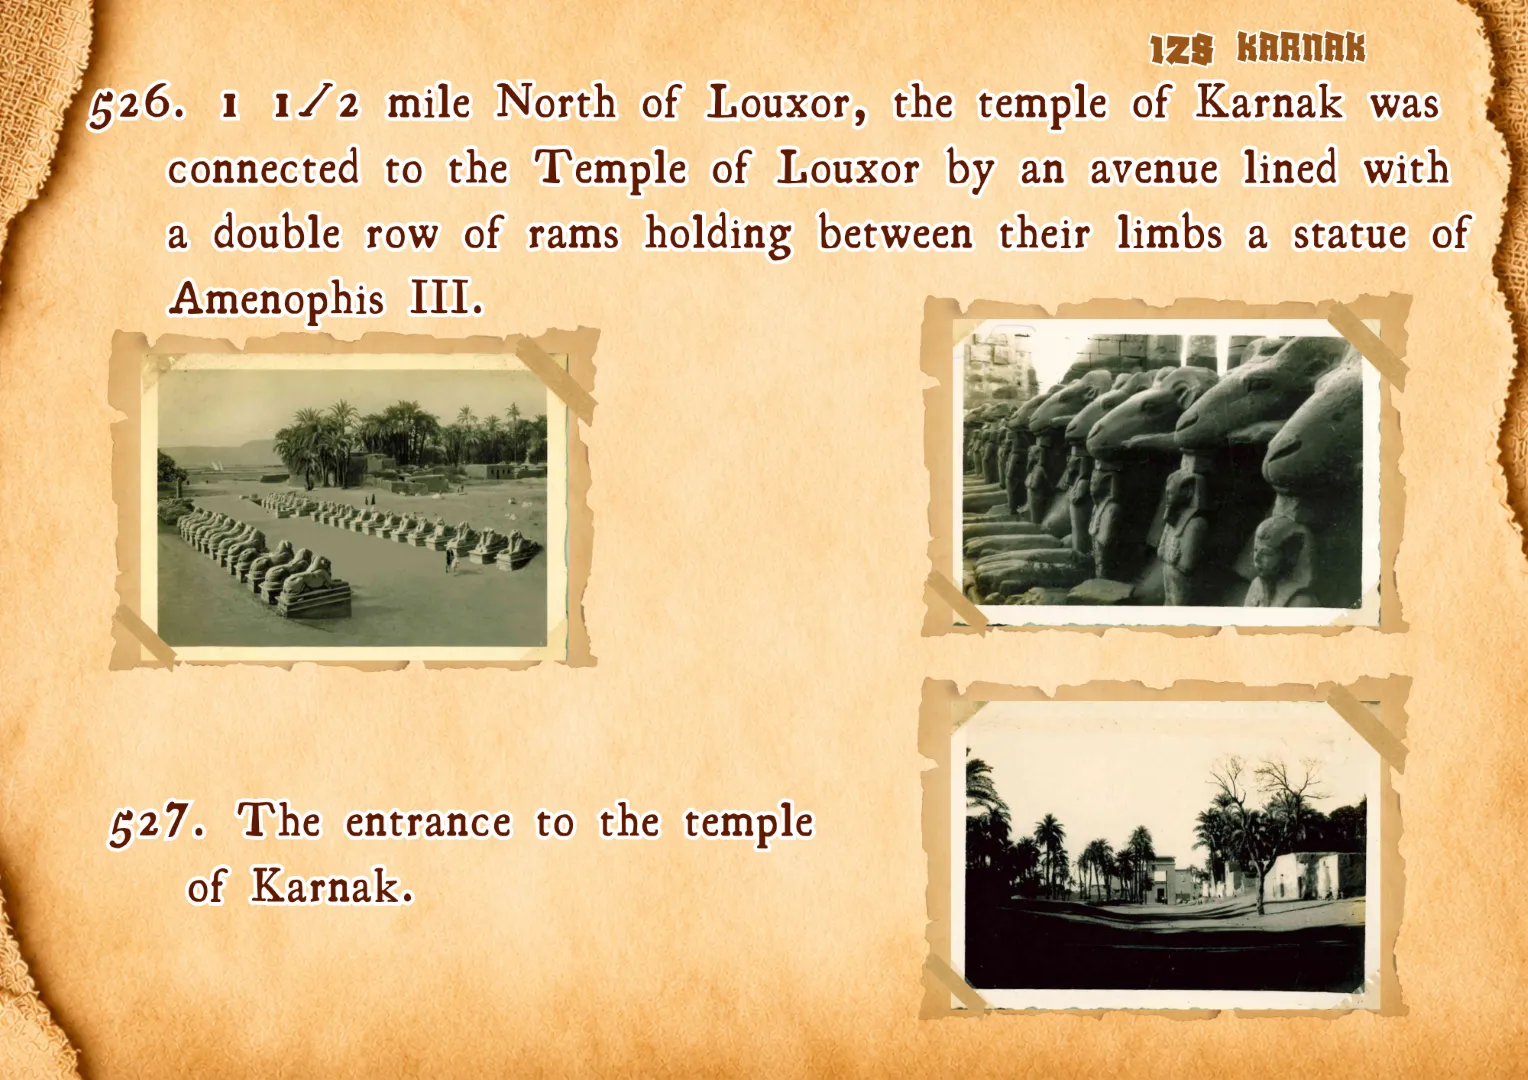 128 KARNAK
526. 1 1/2 mile North of Louxor, the temple of Karnak was
connected to the Temple of Louxor by an avenue lined with
a double row of rams holding between their limbs a statue of
Amenophis III.
527. The entrance to the temple
of Karnak.